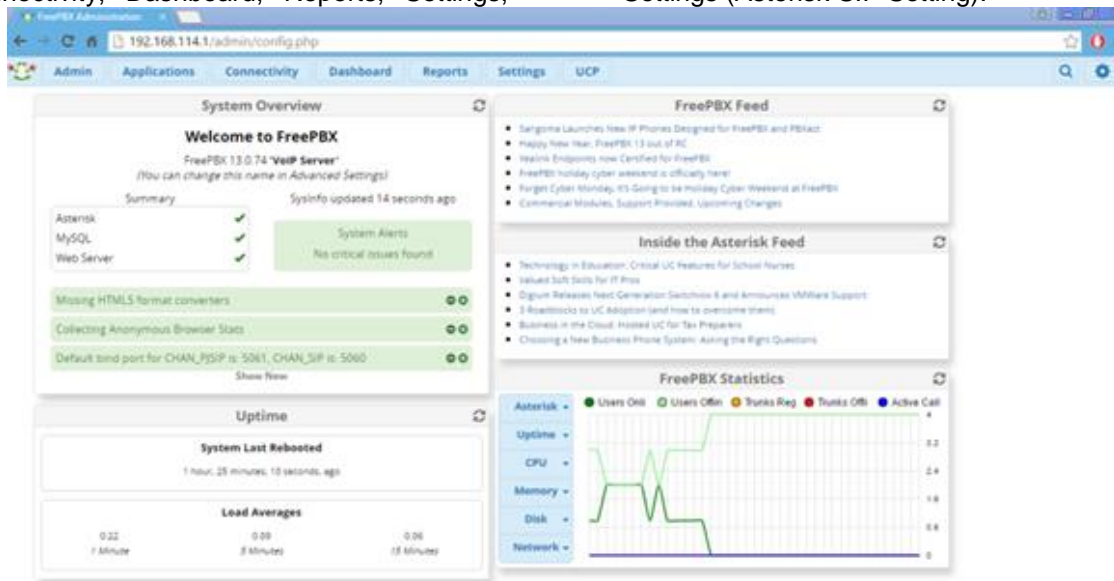 nectivity, Dashboard, Reports, Settings, Settings (Asterisk SIP Setting).
FreePBX Administration
192.168.114.1/admin/config.php
Admin Applications Connectivity Dashboard Reports Settings UCP
System Overview
Welcome to FreePBX
FreePBX 13.0.74 'VoIP Server'
(You can change this name in Advanced Settings)
Summary
SysInfo updated 14 seconds ago
Asterisk
MySQL
Web Server
System Alerts
No critical issues found
Missing HTML5 format converters
Collecting Anonymous Browser Stats
Default bind port for CHAN_PJSIP is: 5061, CHAN_SIP is: 5060
Show New
Uptime
System Last Rebooted
1 hour, 25 minutes, 10 seconds, ago
Load Averages
0.22 0.09 0.06
1 Minute 5 Minutes 15 Minutes
FreePBX Feed
Sangoma Launches New IP Phones Designed for FreePBX and PBXact
Happy New Year, FreePBX 13 out of RC
Yealink Endpoints now Certified for FreePBX
FreePBX holiday cyber weekend is officially here!
Forget Cyber Monday, It's Going to be Holiday Cyber Weekend at FreePBX
Commercial Modules, Support Provided, Upcoming Changes
Inside the Asterisk Feed
Technology in Education: Critical UC Features for School Nurses
Valued Soft Skills for IT Pros
Digium Releases Next Generation Switchvox 6 and Announces VMWare Support
3 Roadblocks to UC Adoption (and how to overcome them)
Business in the Cloud: Hosted UC for Tax Preparers
Choosing a New Business Phone System: Asking the Right Questions
FreePBX Statistics
Asterisk
Uptime
CPU
Memory
Disk
Network
Users Onli Users Offlin Trunks Reg Trunks Offli Active Call
4
3.2
2.4
1.6
0.8
0